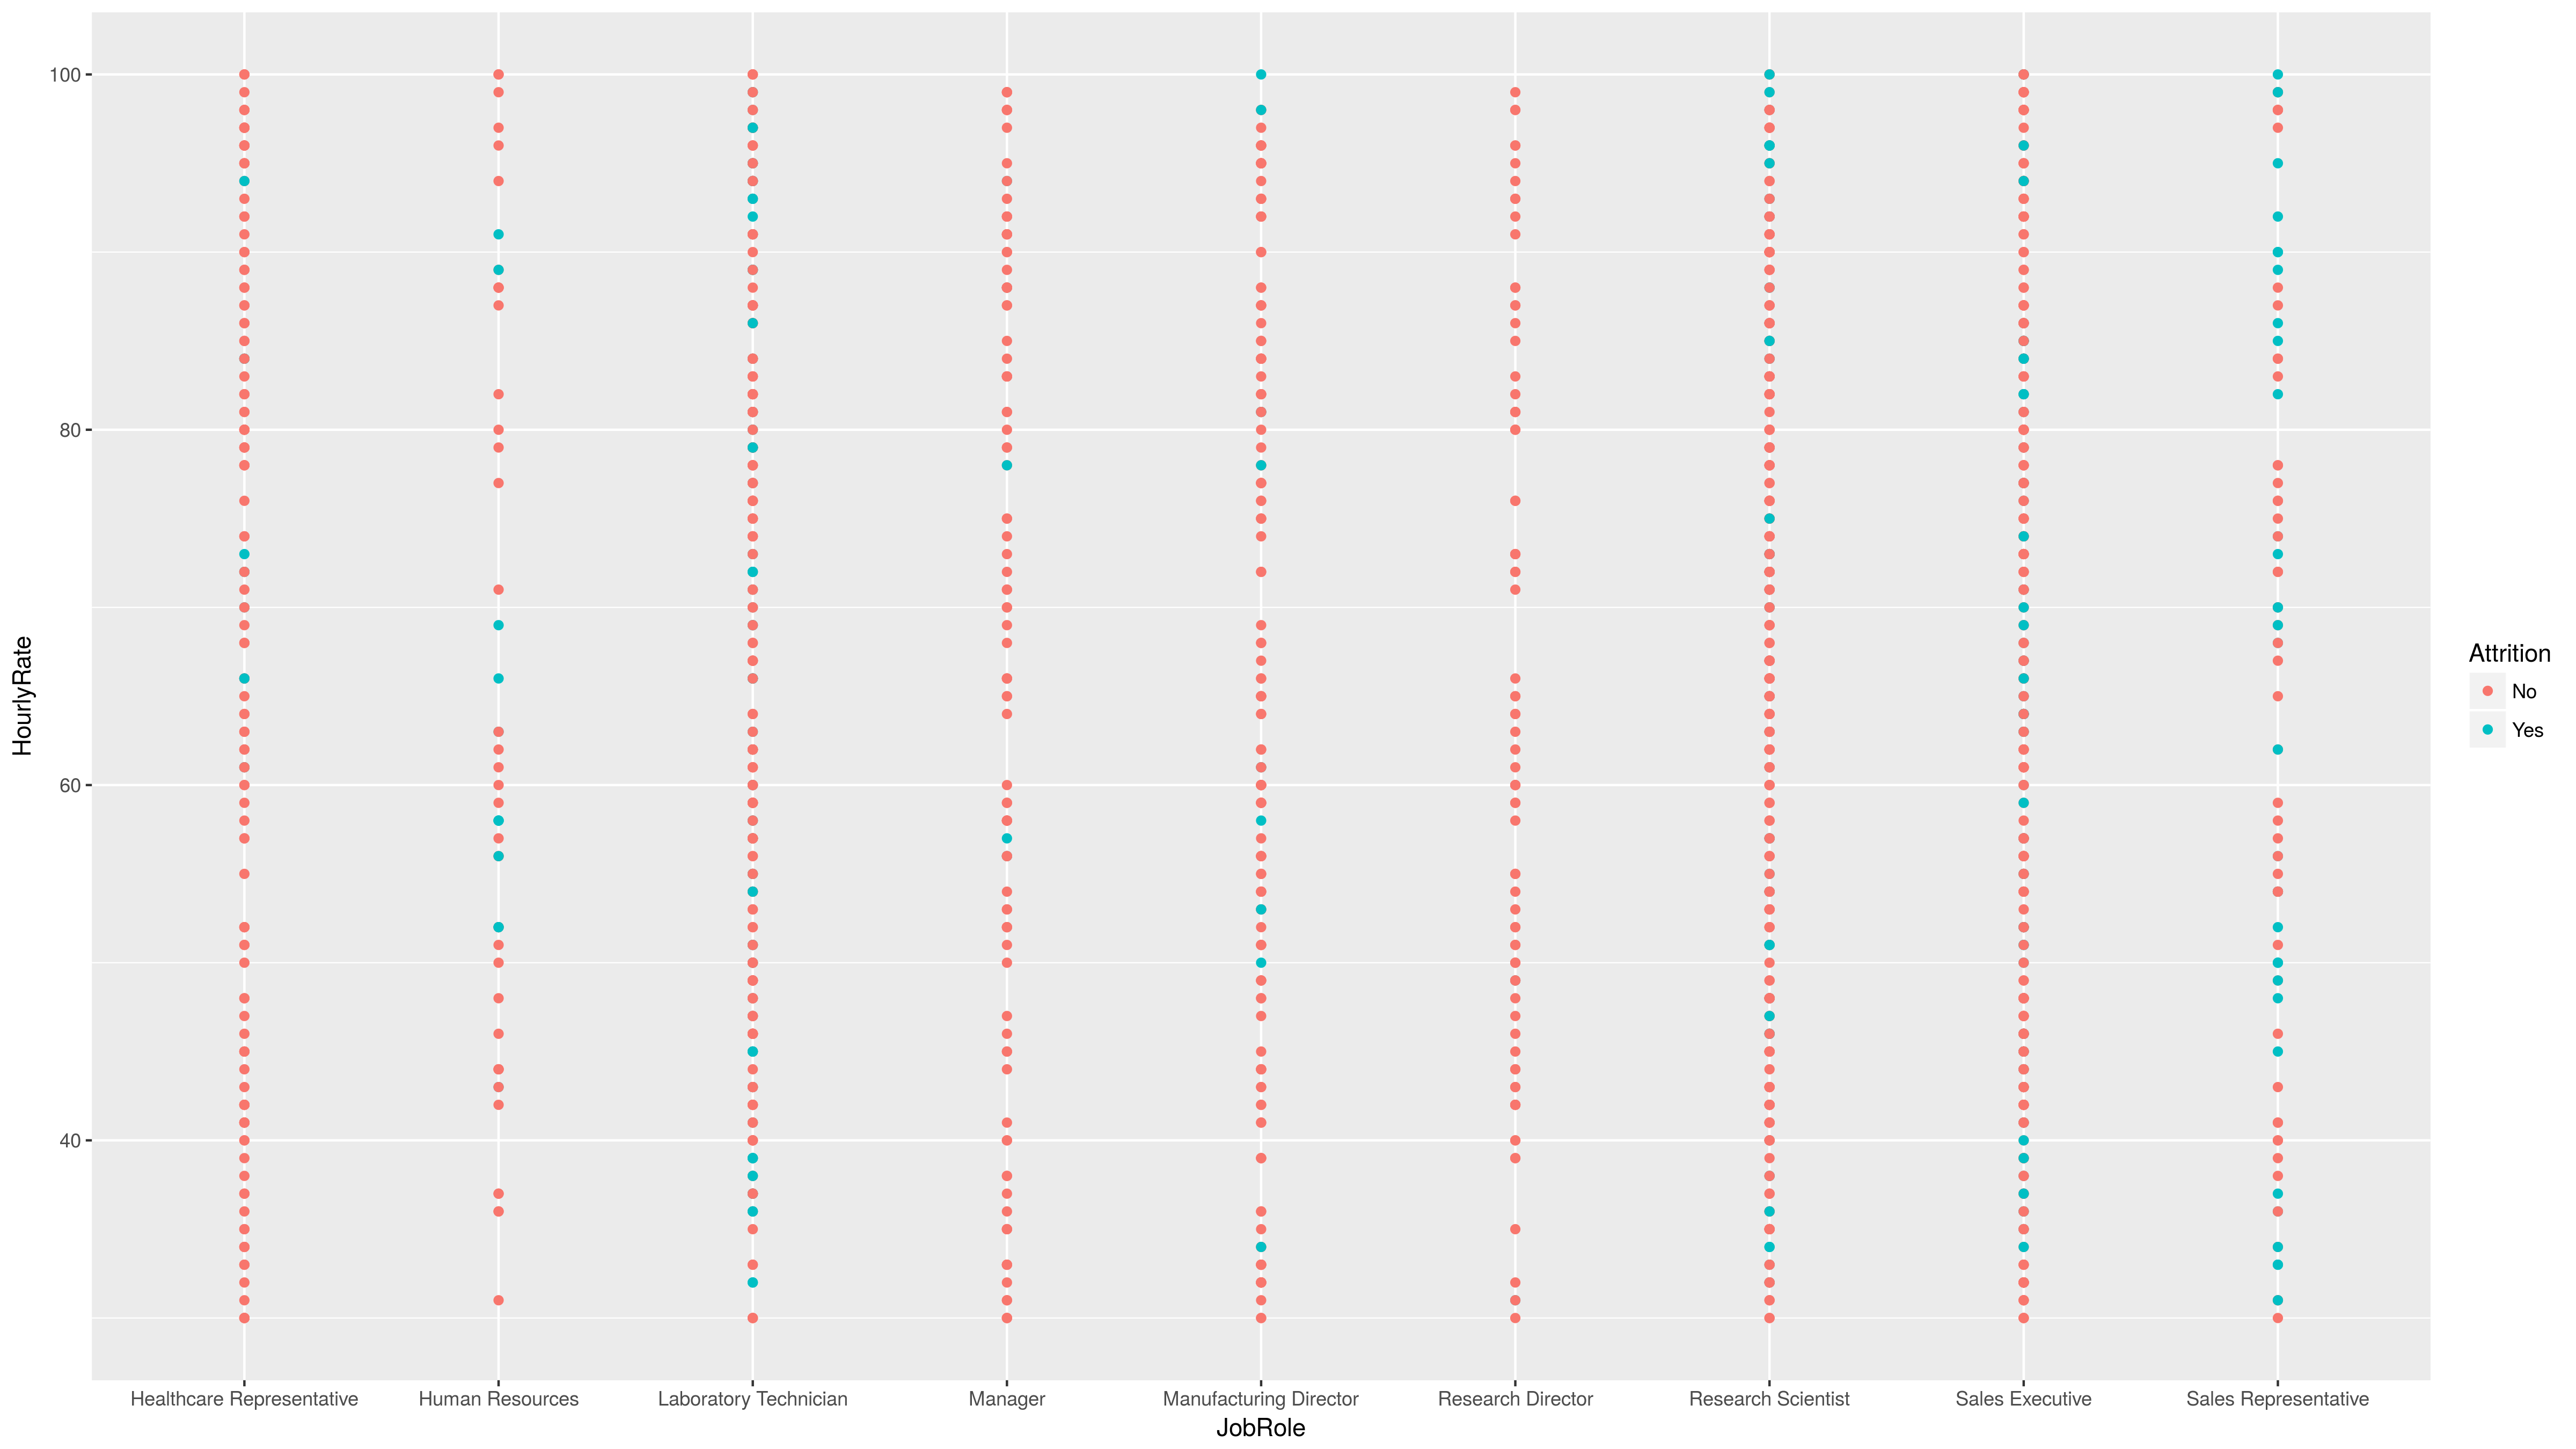 100
80
60
40
HourlyRate
Healthcare Representative
Human Resources
Laboratory Technician
Manager
Manufacturing Director
Research Director
Research Scientist
Sales Executive
Sales Representative
JobRole
Attrition
No
Yes